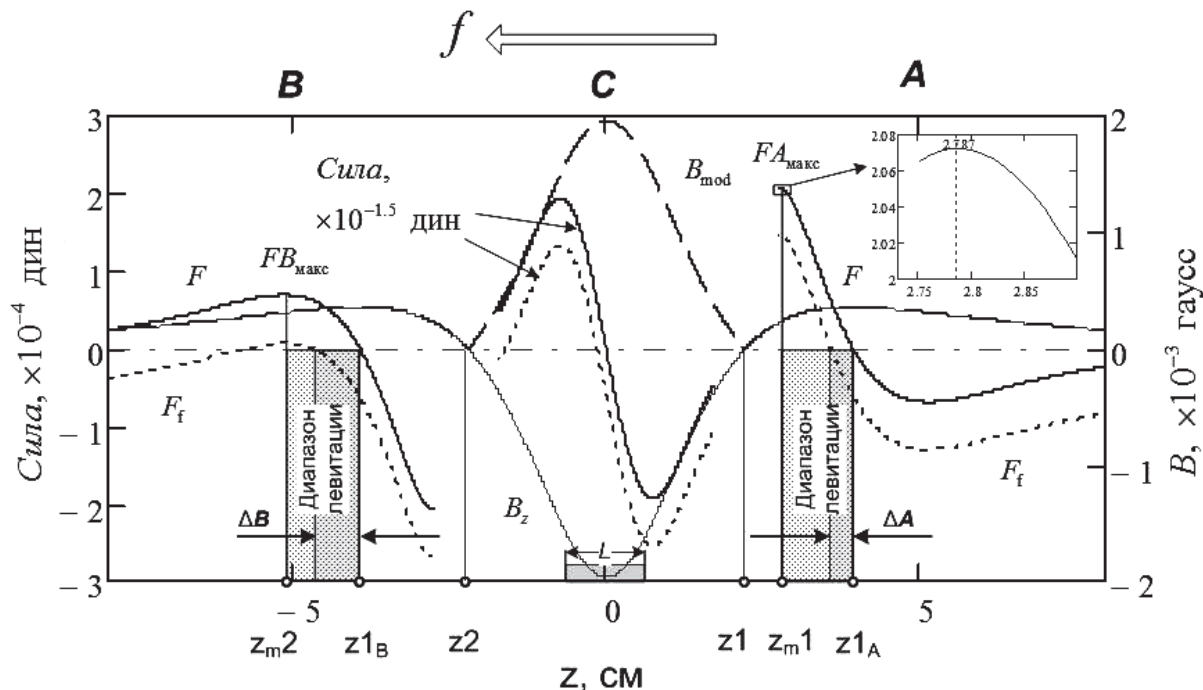 f
B C A
3
2
1
0
– 1
– 2
– 3
Сила, ×10⁻⁴ дин
2
1
0
– 1
– 2
B, ×10⁻³ гаусс
Сила,
×10⁻¹·⁵ дин
B_mod
FA_макс
2.08
2.06
2.04
2.02
2
2.787
2.75 2.8 2.85
F
FB_макс
F
F_f
F_f
Диапазон
левитации
Диапазон
левитации
ΔB
B_z
L
ΔA
– 5 0 5
z_m2 z1_B z2 z1 z_m1 z1_A
z, см